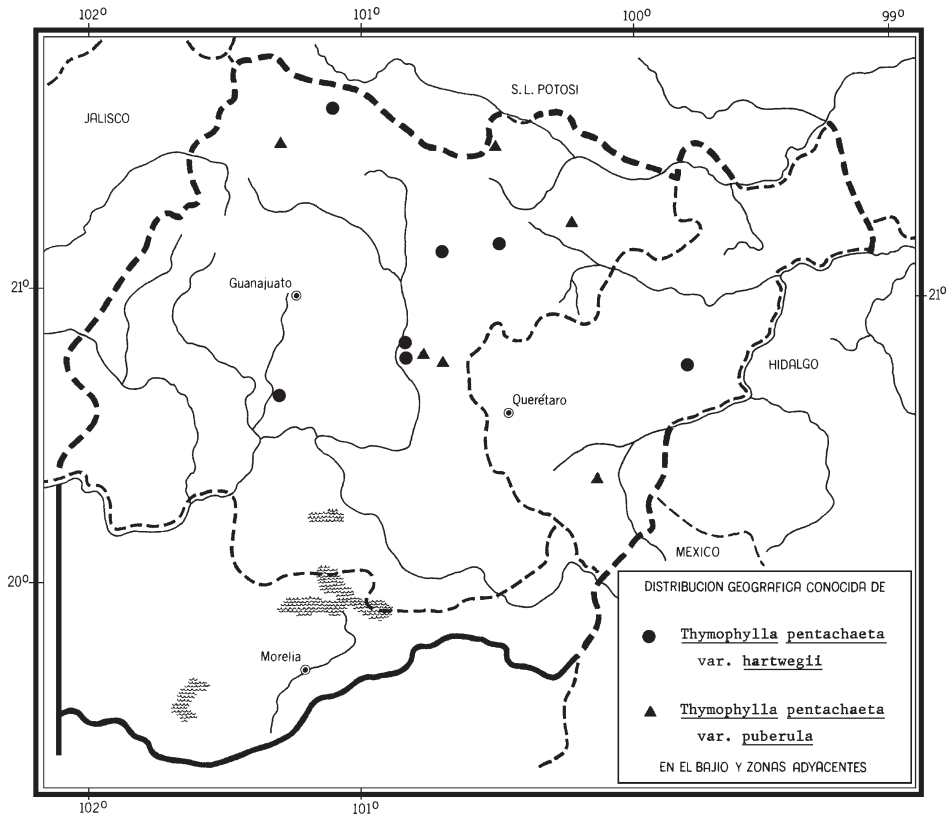 102º 101º 100º 99º
S. L. POTOSI
JALISCO
Guanajuato
21º 21º
HIDALGO
Querétaro
MEXICO
20º
Morelia
DISTRIBUCION GEOGRAFICA CONOCIDA DE
Thymophylla pentachaeta
var. hartwegii
Thymophylla pentachaeta
var. puberula
EN EL BAJIO Y ZONAS ADYACENTES
102º 101º